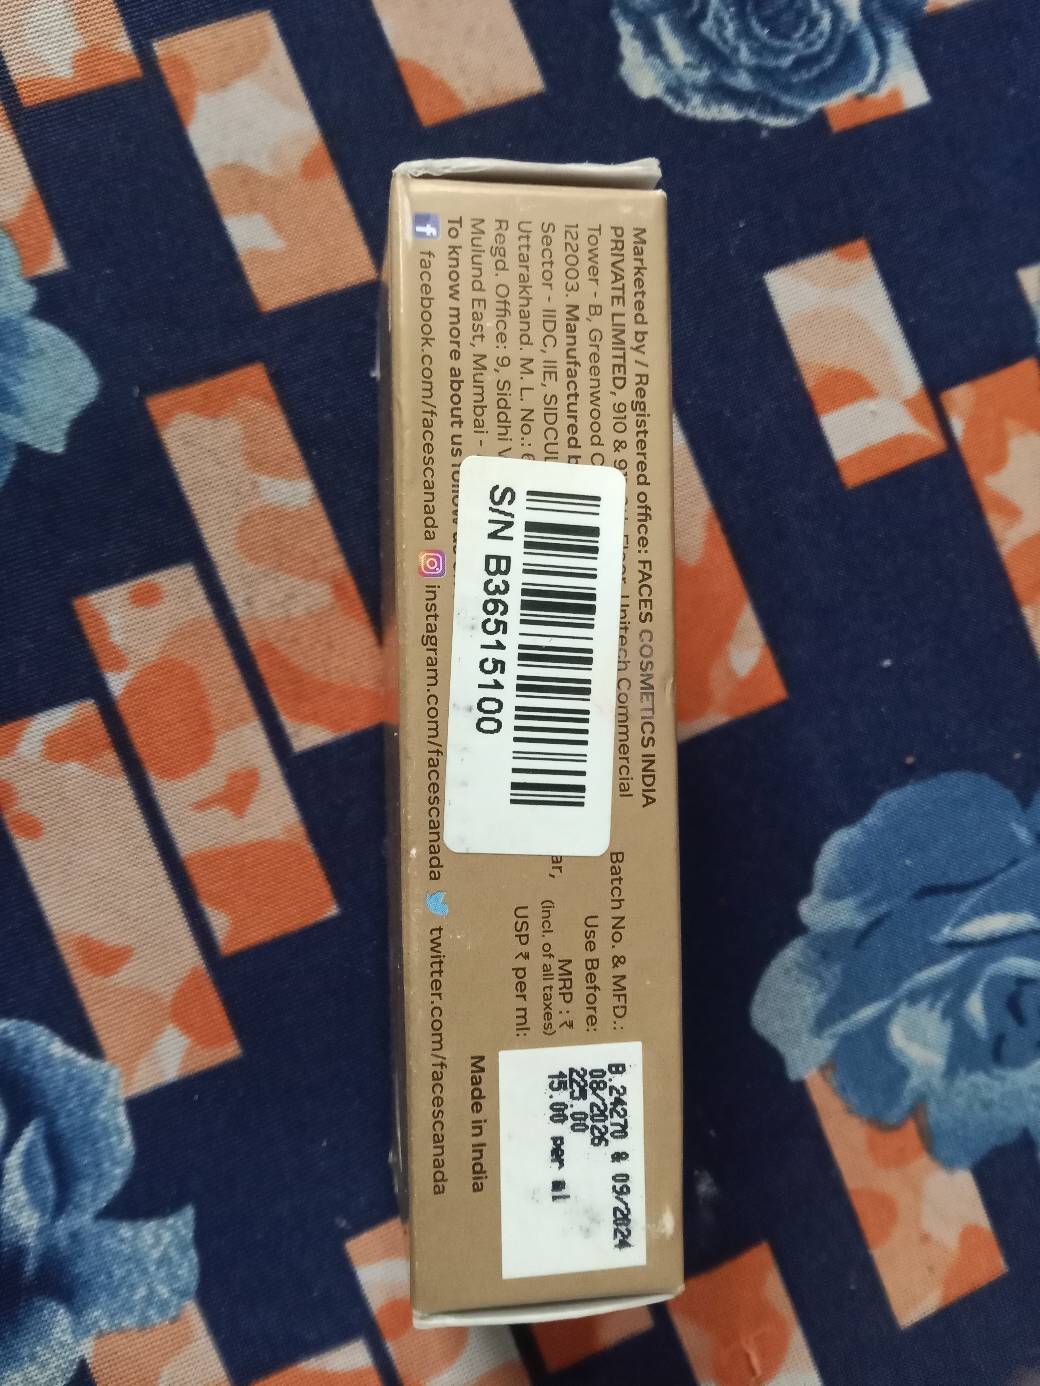 Marketed by / Registered office: FACES COSMETICS INDIA
PRIVATE LIMITED, 910 & Unitech Commercial
Tower - B, Greenwood
122003. Manufactured
Sector - IIDC, IIE, SIDCUL
Uttarakhand. M. L. No.:
Regd. Office: 9, Siddhi
Mulund East, Mumbai -
To know more about us follow us
facebook.com/facescanada instagram.com/facescanada twitter.com/facescanada
S/N B36515100
Batch No. & MFD.: B.24270 & 09/2024
Use Before: 08/2026
MRP : ₹ 225.00
(incl. of all taxes)
USP ₹ per ml: 15.00 per ml
Made in India